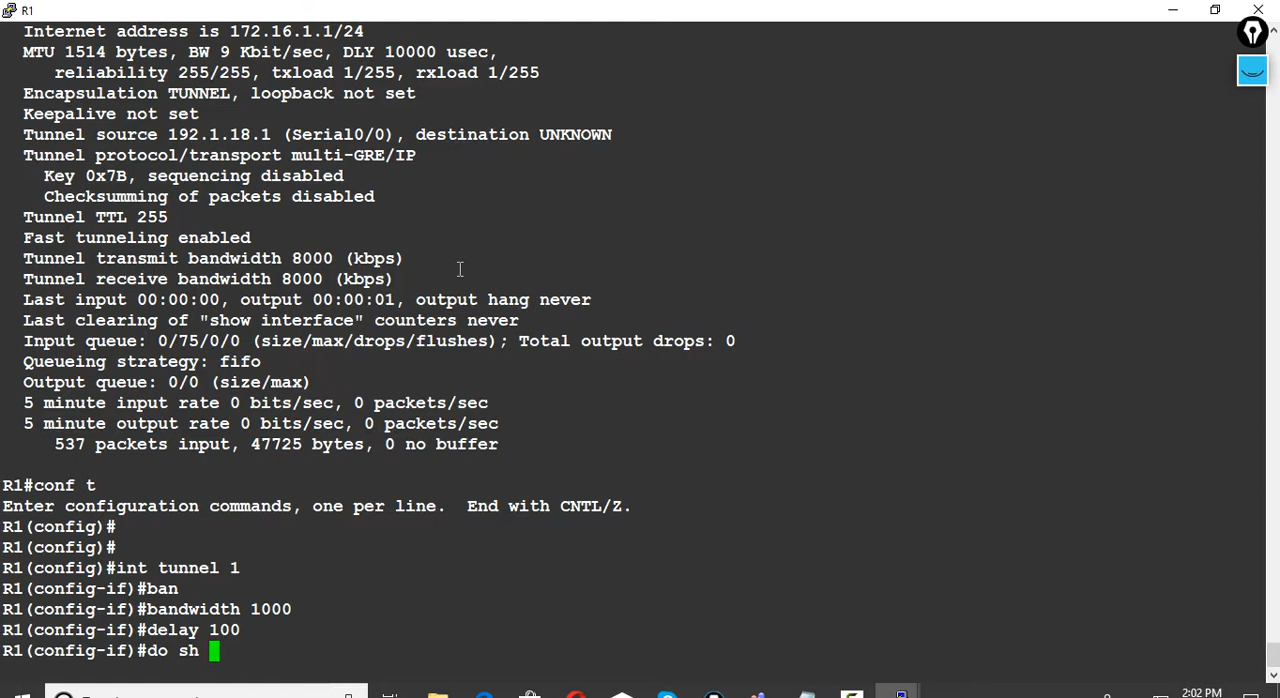 R1
Internet address is 172.16.1.1/24
MTU 1514 bytes, BW 9 Kbit/sec, DLY 10000 usec,
reliability 255/255, txload 1/255, rxload 1/255
Encapsulation TUNNEL, loopback not set
Keepalive not set
Tunnel source 192.1.18.1 (Serial0/0), destination UNKNOWN
Tunnel protocol/transport multi-GRE/IP
Key 0x7B, sequencing disabled
Checksumming of packets disabled
Tunnel TTL 255
Fast tunneling enabled
Tunnel transmit bandwidth 8000 (kbps)
Tunnel receive bandwidth 8000 (kbps)
Last input 00:00:00, output 00:00:01, output hang never
Last clearing of "show interface" counters never
Input queue: 0/75/0/0 (size/max/drops/flushes); Total output drops: 0
Queueing strategy: fifo
Output queue: 0/0 (size/max)
5 minute input rate 0 bits/sec, 0 packets/sec
5 minute output rate 0 bits/sec, 0 packets/sec
537 packets input, 47725 bytes, 0 no buffer
R1#conf t
Enter configuration commands, one per line.  End with CNTL/Z.
R1(config)#
R1(config)#
R1(config)#int tunnel 1
R1(config-if)#ban
R1(config-if)#bandwidth 1000
R1(config-if)#delay 100
R1(config-if)#do sh
2:02 PM